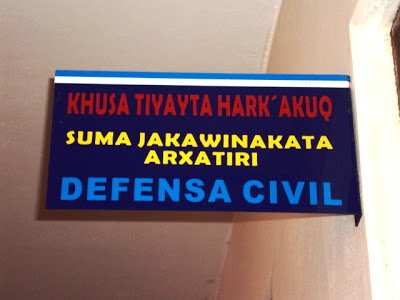 KHUSA TIYAYTA HARK´AKUQ
SUMA JAKAWINAKATA
ARXATIRI
DEFENSA CIVIL